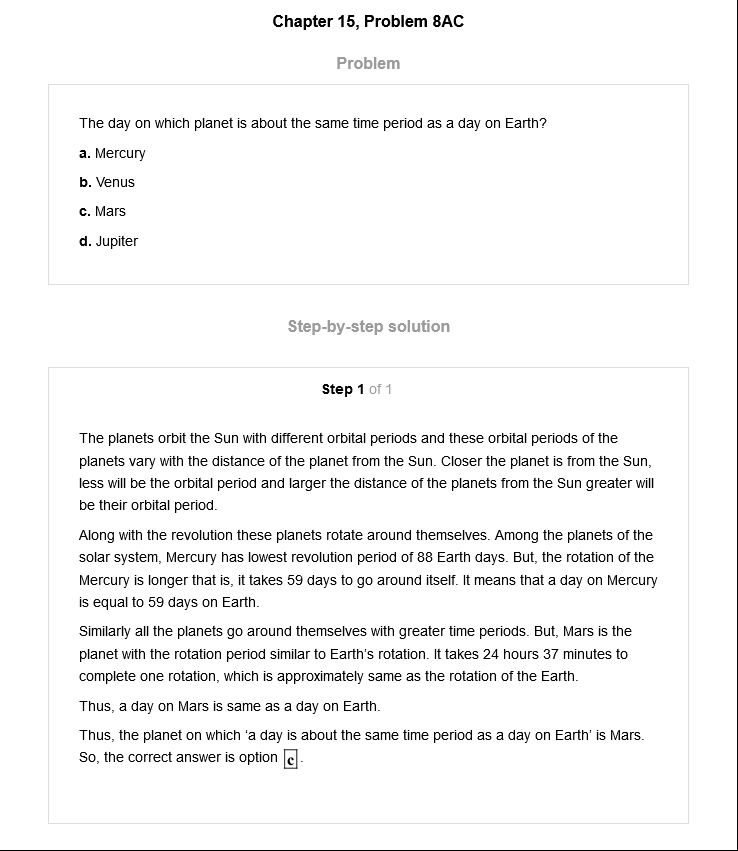 Chapter 15, Problem 8AC
Problem
The day on which planet is about the same time period as a day on Earth?
a. Mercury
b. Venus
c. Mars
d. Jupiter
Step-by-step solution
Step 1 of 1
The planets orbit the Sun with different orbital periods and these orbital periods of the
planets vary with the distance of the planet from the Sun. Closer the planet is from the Sun,
less will be the orbital period and larger the distance of the planets from the Sun greater will
be their orbital period.
Along with the revolution these planets rotate around themselves. Among the planets of the
solar system, Mercury has lowest revolution period of 88 Earth days. But, the rotation of the
Mercury is longer that is, it takes 59 days to go around itself. It means that a day on Mercury
is equal to 59 days on Earth.
Similarly all the planets go around themselves with greater time periods. But, Mars is the
planet with the rotation period similar to Earth’s rotation. It takes 24 hours 37 minutes to
complete one rotation, which is approximately same as the rotation of the Earth.
Thus, a day on Mars is same as a day on Earth.
Thus, the planet on which ‘a day is about the same time period as a day on Earth’ is Mars.
So, the correct answer is option c.